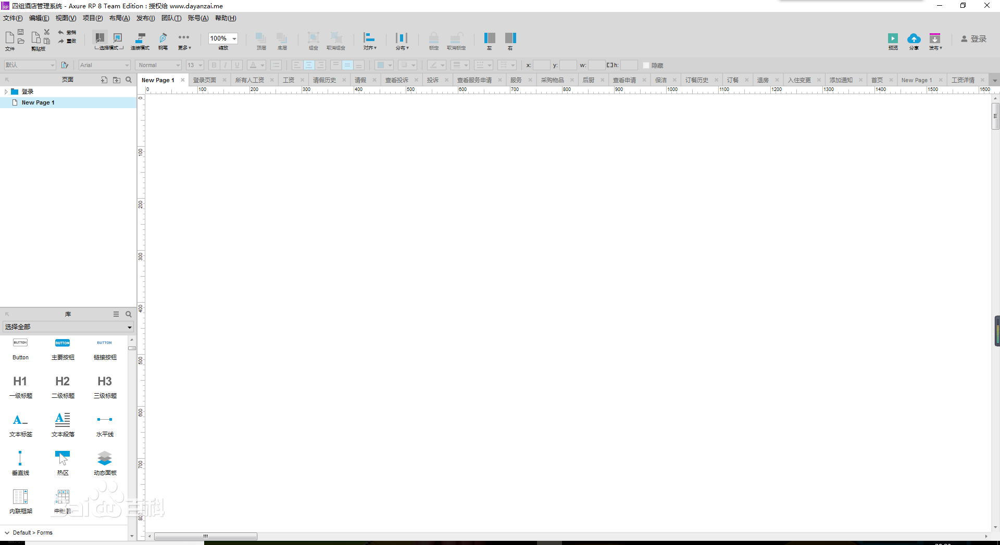 四组酒店管理系统 - Axure RP 8 Team Edition : 授权给 www.dayanzai.me
文件(F) 编辑(E) 视图(V) 项目(P) 布局(A) 发布(I) 团队(T) 账号(A) 帮助(H)
撤销
重做
100%
登录
文件 剪贴板 选择模式 连接模式 钢笔 更多 缩放 顶层 底层 组合 取消组合 对齐 分布 锁定 取消锁定 左 右 预览 分享 发布
默认 Arial Normal 13 B I U A x: y: w: h: 隐藏
页面
New Page 1 登录页面 所有人工资 工资 请假历史 请假 查看投诉 投诉 查看服务申请 服务 采购物品 后厨 查看申请 保洁 订餐历史 订餐 退房 入住变更 添加通知 首页 New Page 1 工资详情
0 100 200 300 400 500 600 700 800 900 1000 1100 1200 1300 1400 1500 1600
登录
New Page 1
0
100
200
300
400
500
600
700
800
库
选择全部
BUTTON BUTTON BUTTON
Button 主要按钮 链接按钮
H1 H2 H3
一级标题 二级标题 三级标题
文本标签 文本段落 水平线
垂直线 热区 动态面板
内联框架 中继器
Baidu百科
Default > Forms